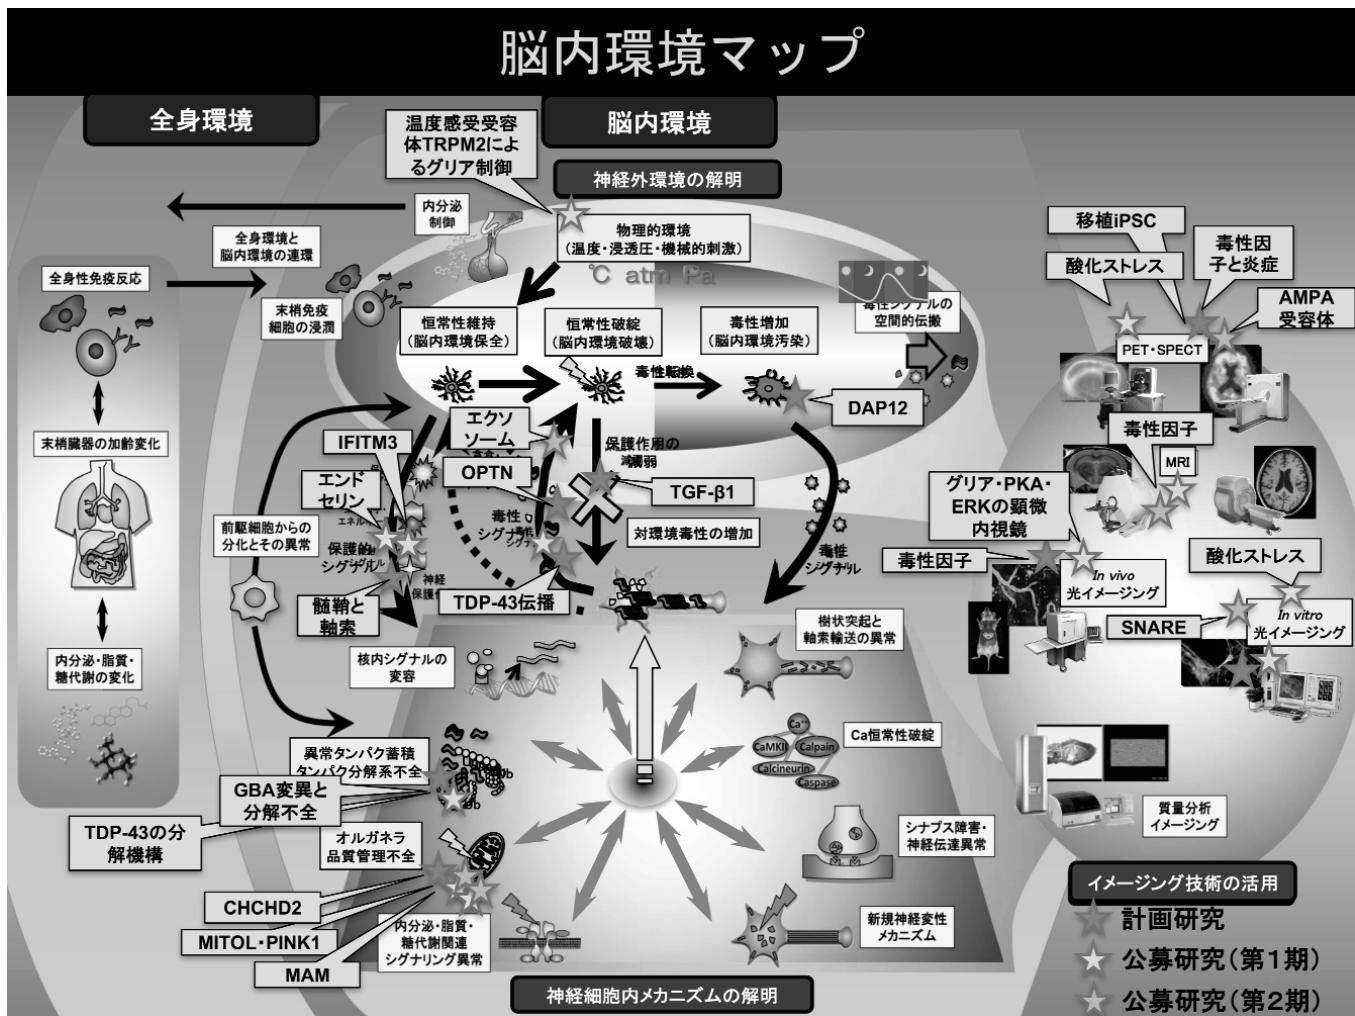 脳内環境マップ
全身環境
脳内環境
温度感受受容
体TRPM2によ
るグリア制御
神経外環境の解明
内分泌
制御
物理的環境
(温度・浸透圧・機械的刺激)
℃ atm Pa
全身環境と
脳内環境の連環
全身性免疫反応
末梢免疫
細胞の浸潤
恒常性維持
(脳内環境保全)
恒常性破綻
(脳内環境破壊)
毒性増加
(脳内環境汚染)
毒性シグナルの
空間的伝搬
毒性転換
DAP12
移植iPSC
毒性因
子と炎症
酸化ストレス
AMPA
受容体
PET・SPECT
毒性因子
MRI
グリア・PKA・
ERKの顕微
内視鏡
毒性因子
In vivo
光イメージング
酸化ストレス
SNARE
In vitro
光イメージング
質量分析
イメージング
イメージング技術の活用
計画研究
公募研究(第1期)
公募研究(第2期)
末梢臓器の加齢変化
内分泌・脂質・
糖代謝の変化
前駆細胞からの
分化とその異常
IFITM3
エンド
セリン
エクソ
ソーム
OPTN
保護作用の
減弱
TGF-β1
対環境毒性の増加
保護的
シグナル
神経
毒性
シグナル
毒性
シグナル
髄鞘と
軸索
TDP-43伝播
核内シグナルの
変容
樹状突起と
軸索輸送の異常
異常タンパク蓄積
タンパク分解系不全
GBA変異と
分解不全
Ub
TDP-43の分
解機構
オルガネラ
品質管理不全
CHCHD2
MITOL・PINK1
MAM
内分泌・脂質・
糖代謝関連
シグナリング異常
Ca++
CaMKII
Calpain
Calcineurin
Caspase
Ca恒常性破綻
シナプス障害・
神経伝達異常
新規神経変性
メカニズム
神経細胞内メカニズムの解明